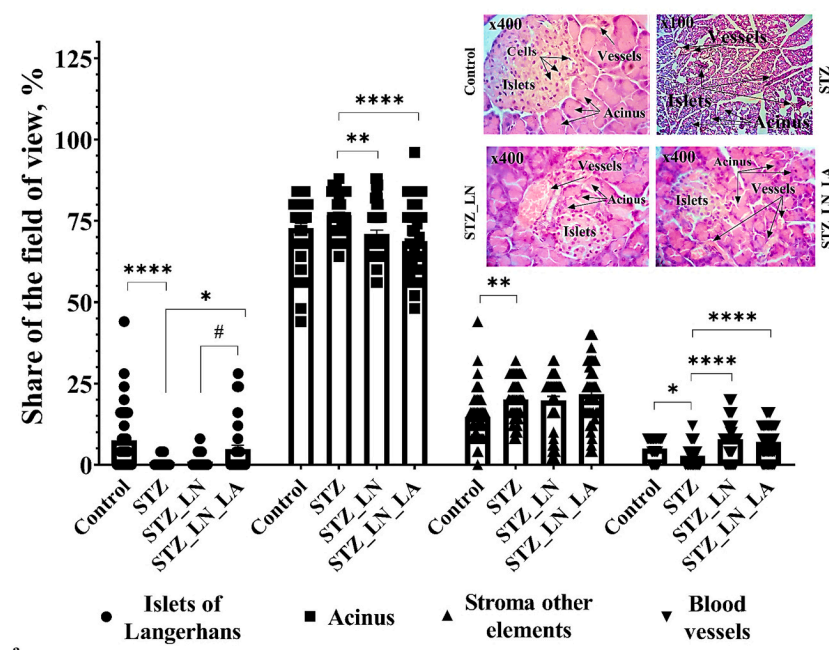 Share of the field of view, %
125
100
75
50
25
0
****
*
#
****
**
**
****
****
*
Control
STZ
STZ_LN
STZ_LN_LA
Control
STZ
STZ_LN
STZ_LN_LA
Control
STZ
STZ_LN
STZ_LN_LA
Control
STZ
STZ_LN
STZ_LN_LA
Islets of
Langerhans
Acinus
Stroma other
elements
Blood
vessels
Control
x400
Cells
Vessels
Islets
Acinus
x100
Vessels
Islets
Acinus
STZ
STZ_LN
x400
Vessels
Acinus
Islets
x400
Acinus
Islets
Vessels
STZ_LN_LA